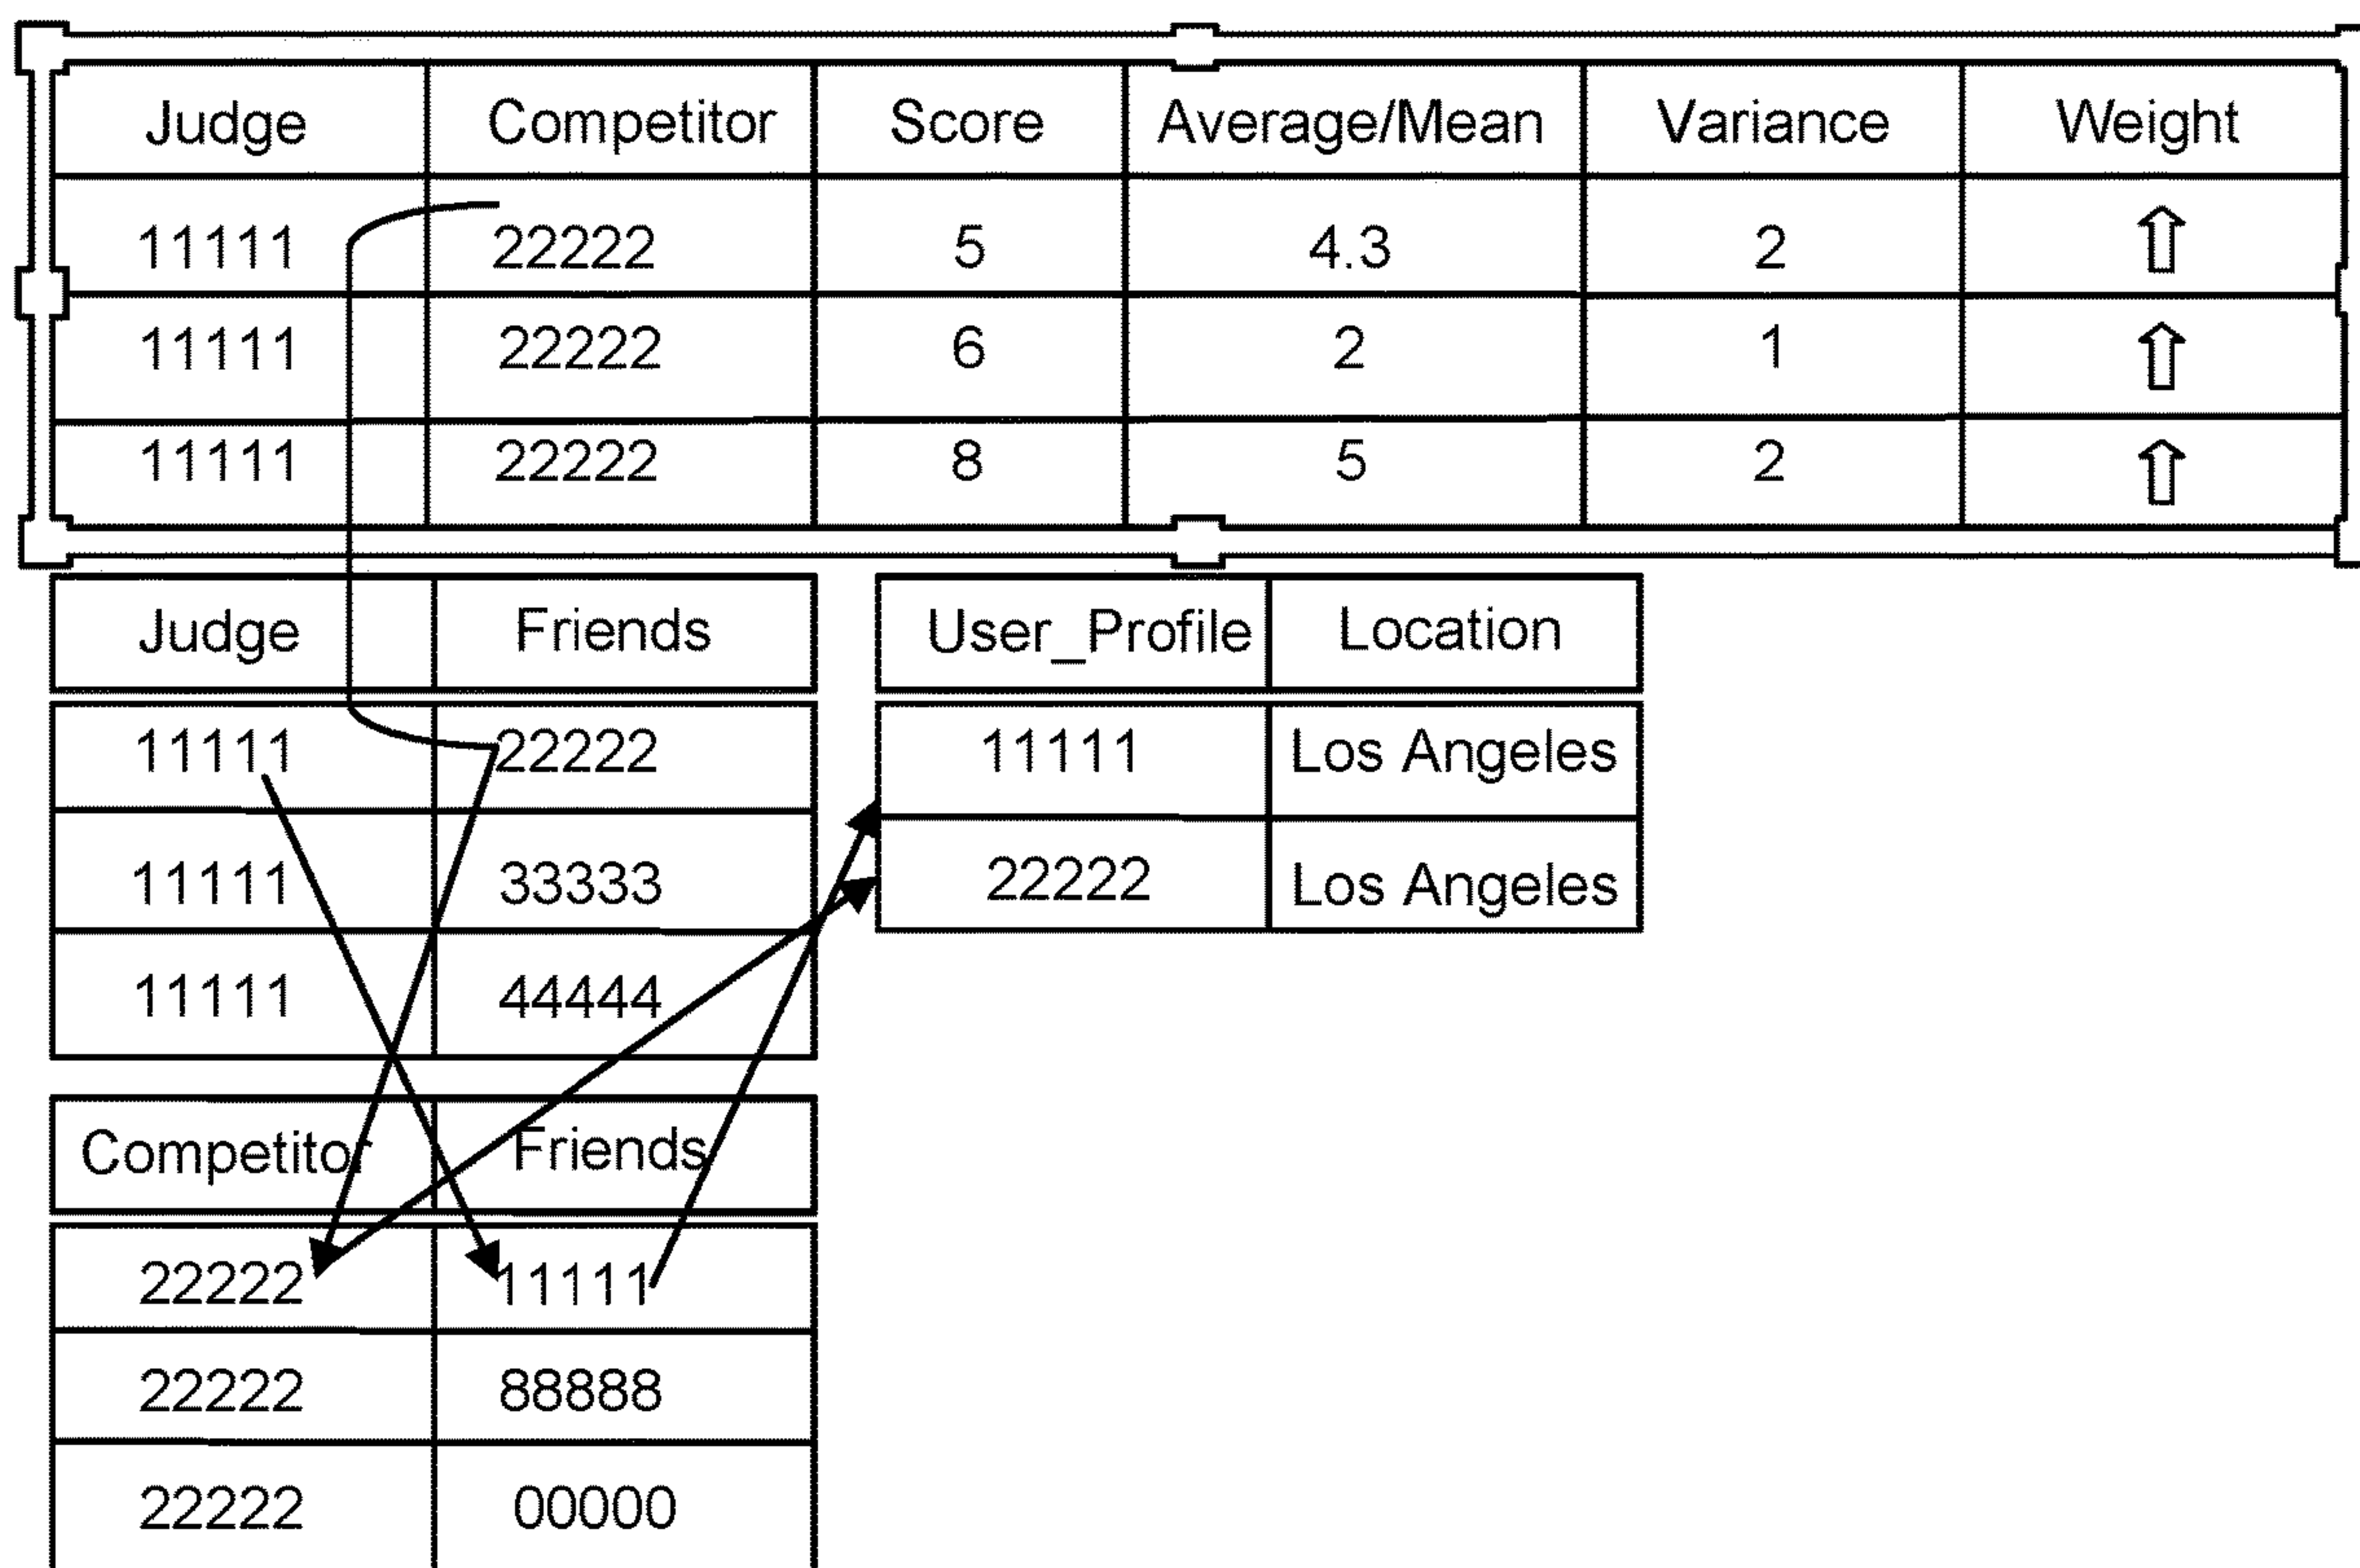 Judge Competitor Score Average/Mean Variance Weight
11111 22222 5 4.3 2 ⇧
11111 22222 6 2 1 ⇧
11111 22222 8 5 2 ⇧
Judge Friends User_Profile Location
11111 22222 11111 Los Angeles
11111 33333 22222 Los Angeles
11111 44444
Competitor Friends
22222 11111
22222 88888
22222 00000